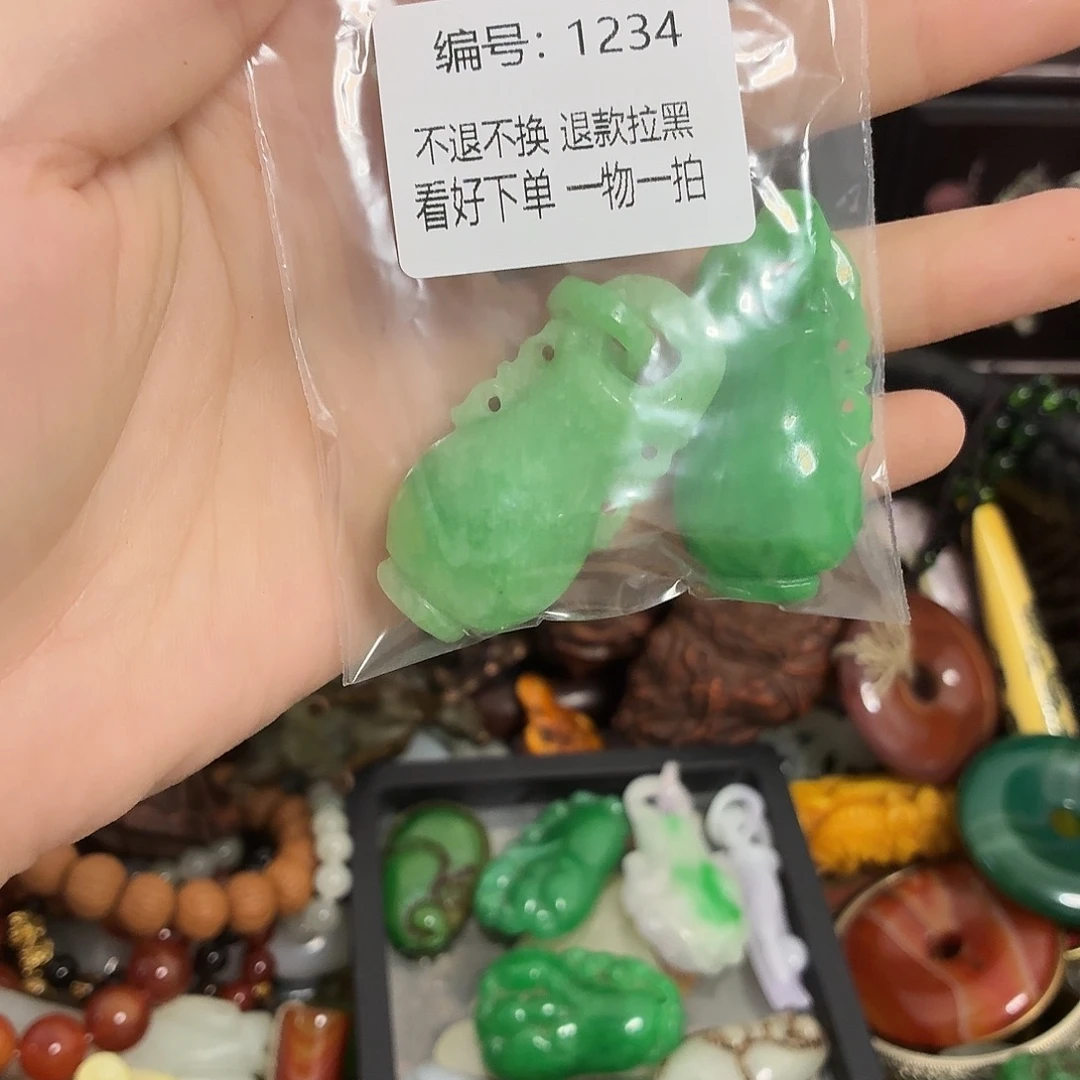 编号：1234
不退不换 退款拉黑
看好下单 一物一拍